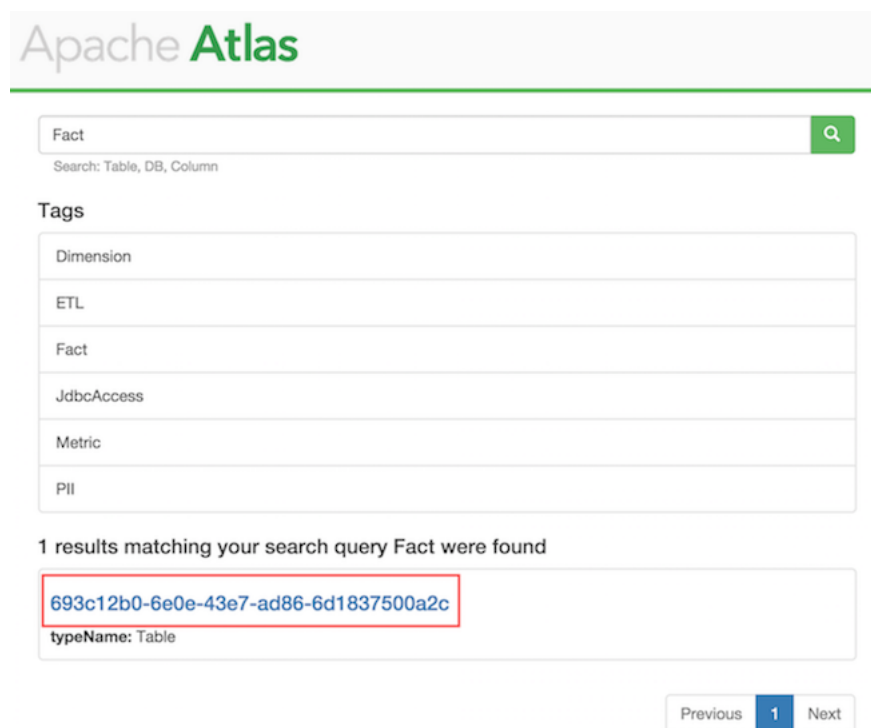 Apache Atlas
Fact
Search: Table, DB, Column
Tags
Dimension
ETL
Fact
JdbcAccess
Metric
PII
1 results matching your search query Fact were found
693c12b0-6e0e-43e7-ad86-6d1837500a2c
typeName: Table
Previous 1 Next